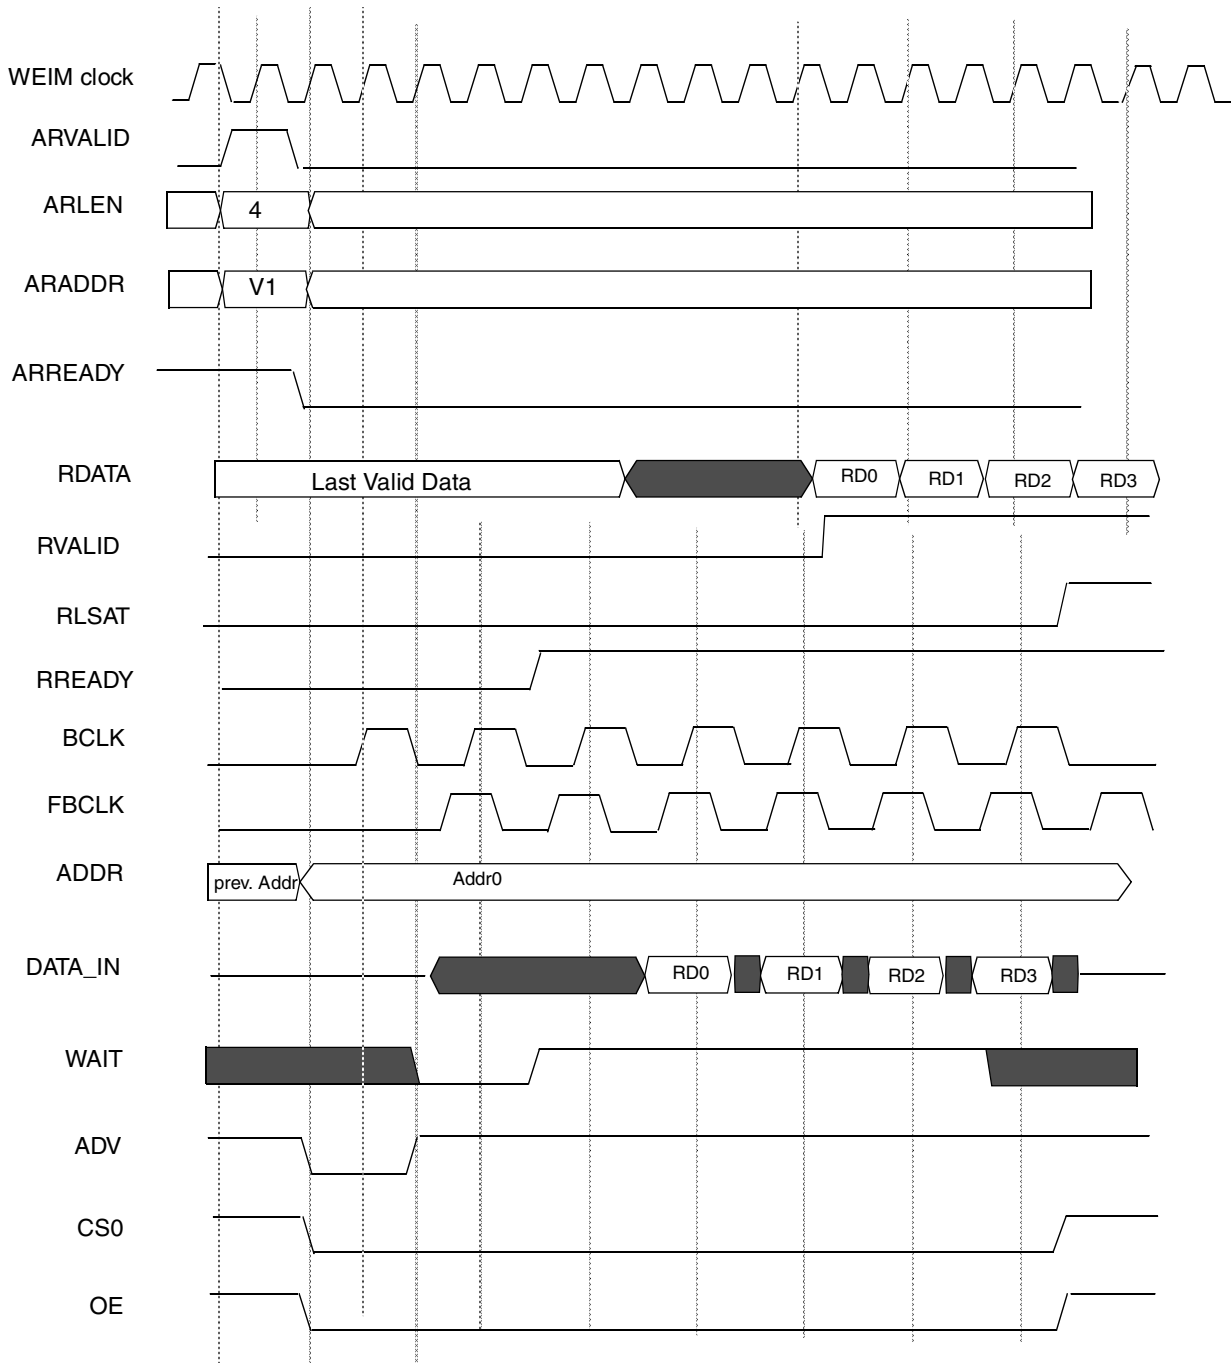 WEIM clock
ARVALID
ARLEN
4
ARADDR
V1
ARREADY
RDATA
Last Valid Data
RD0
RD1
RD2
RD3
RVALID
RLSAT
RREADY
BCLK
FBCLK
ADDR
prev. Addr
Addr0
DATA_IN
RD0
RD1
RD2
RD3
WAIT
ADV
CS0
OE